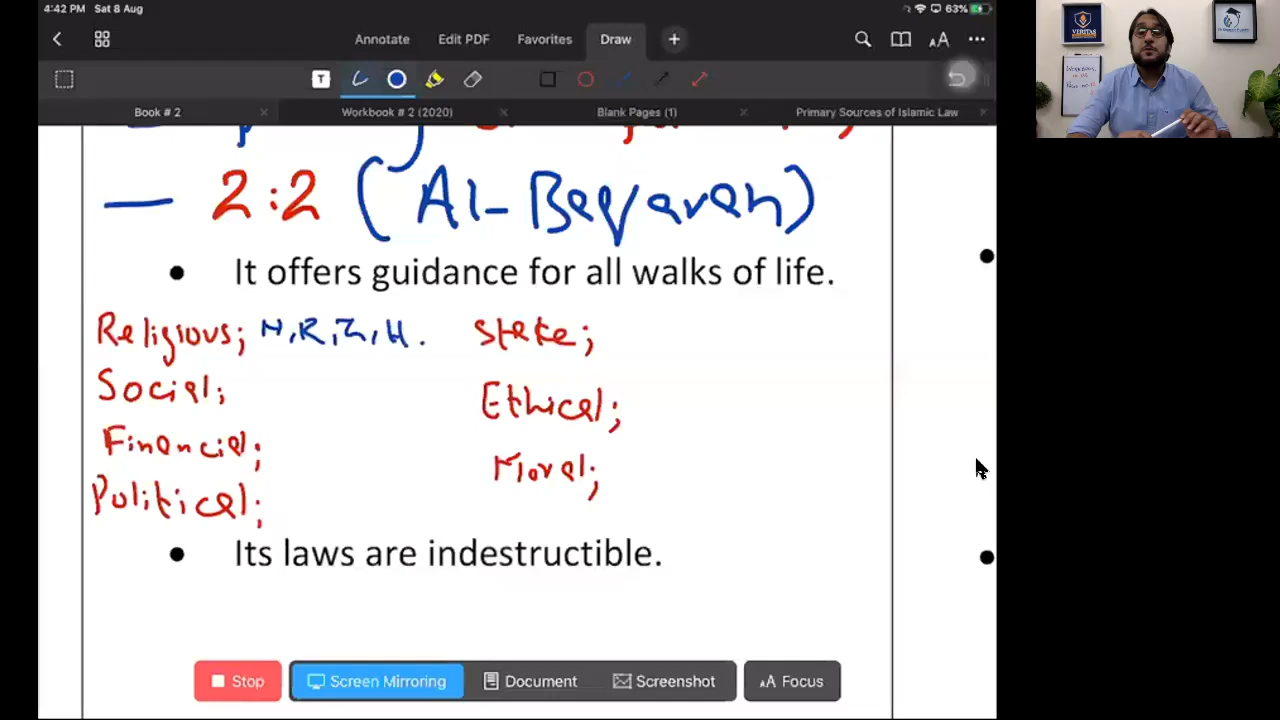 4:42 PM Sat 8 Aug 63%
Annotate Edit PDF Favorites Draw
T
Book # 2 Workbook # 2 (2020) Blank Pages (1) Primary Sources of Islamic Law
VERITAS
— 2:2 (Al-Baqarah)
• It offers guidance for all walks of life.
Religious; N, R, Z, H. State;
Social; Ethical;
Financial; Moral;
Political;
• Its laws are indestructible.
Stop Screen Mirroring Document Screenshot AA Focus